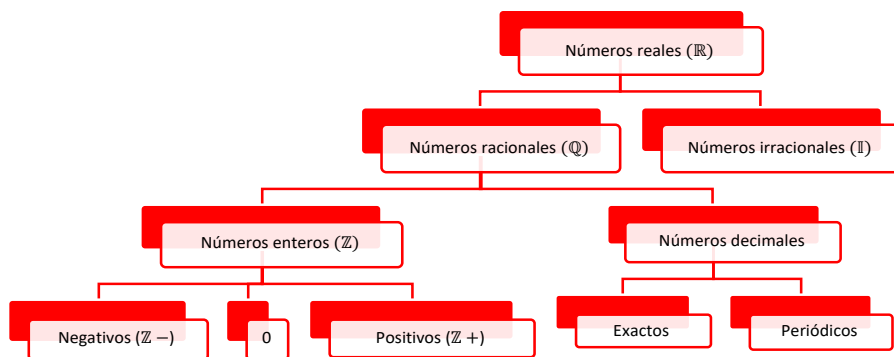 Números reales (ℝ)
Números racionales (ℚ)
Números irracionales (𝕀)
Números enteros (ℤ)
Números decimales
Negativos (ℤ −)
0
Positivos (ℤ +)
Exactos
Periódicos